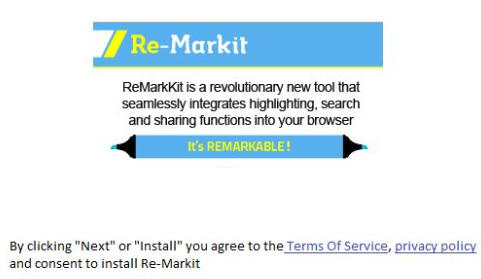 Re-Markit
ReMarkKit is a revolutionary new tool that
seamlessly integrates highlighting, search
and sharing functions into your browser
It's REMARKABLE!
By clicking "Next" or "Install" you agree to the Terms Of Service, privacy policy
and consent to install Re-Markit